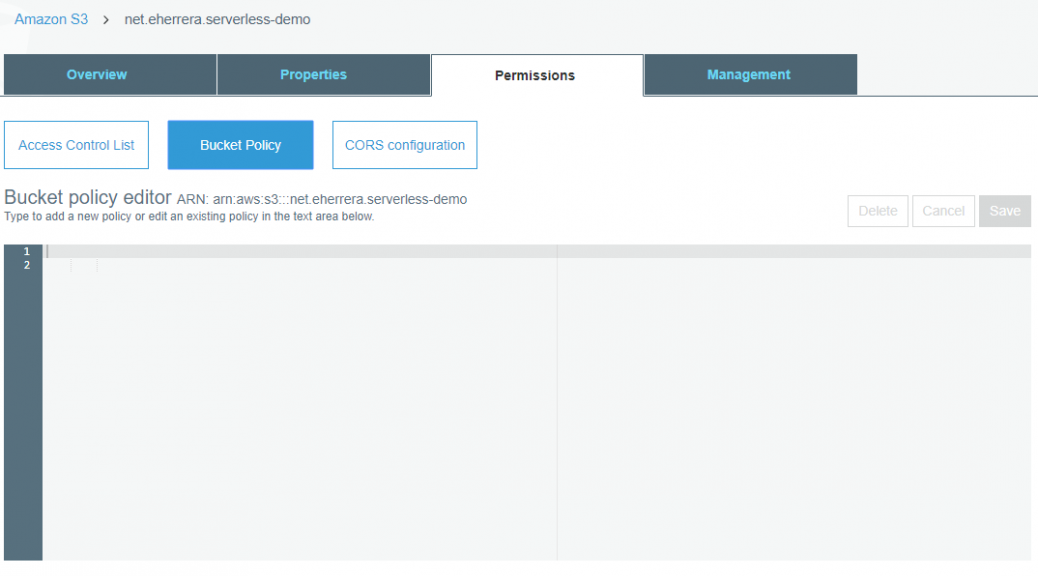 Amazon S3 > net.eherrera.serverless-demo
Overview Properties Permissions Management
Access Control List Bucket Policy CORS configuration
Bucket policy editor ARN: arn:aws:s3:::net.eherrera.serverless-demo
Type to add a new policy or edit an existing policy in the text area below.
Delete Cancel Save
1
2